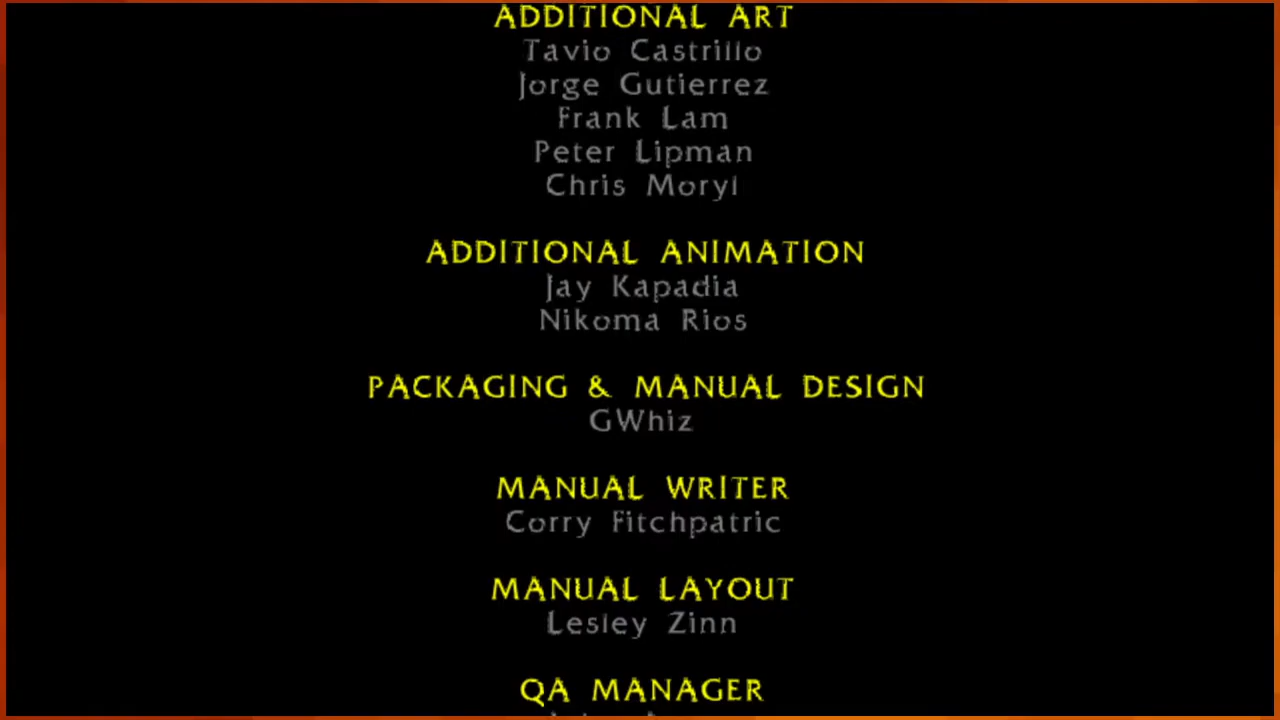 ADDITIONAL ART
Tavio Castrillo
Jorge Gutierrez
Frank Lam
Peter Lipman
Chris Moryl
ADDITIONAL ANIMATION
Jay Kapadia
Nikoma Rios
PACKAGING & MANUAL DESIGN
GWhiz
MANUAL WRITER
Corry Fitchpatric
MANUAL LAYOUT
Lesley Zinn
QA MANAGER